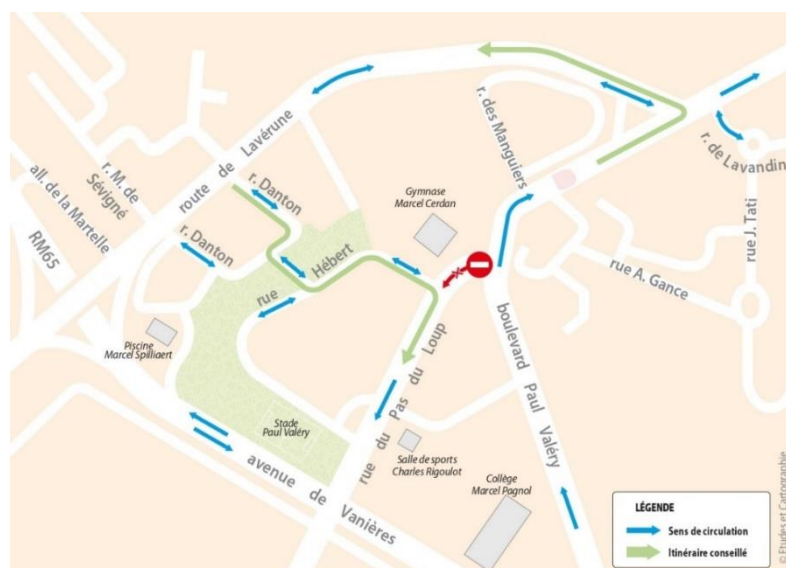 r. des Manguiers
r. de Lavandin
rue J. Tati
route de Lavérune
r. M. de
Sévigné
all. de la Martelle
RM65
r. Danton
r. Danton
Gymnase
Marcel Cerdan
rue Hébert
rue A. Gance
Piscine
Marcel Spilliaert
boulevard Paul Valéry
rue du Pas du Loup
Stade
Paul Valéry
Salle de sports
Charles Rigoulot
avenue de Vanières
Collège
Marcel Pagnol
LÉGENDE
Sens de circulation
Itinéraire conseillé
© Etudes et Cartographie